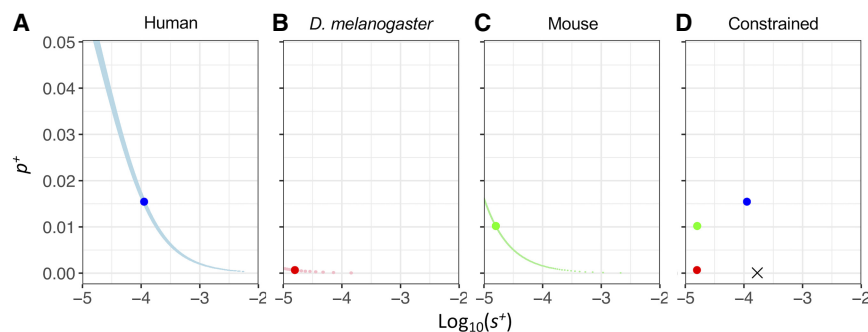 A Human B D. melanogaster C Mouse D Constrained
0.05
0.04
0.03
0.02
0.01
0.00
p+
−5 −4 −3 −2 −5 −4 −3 −2 −5 −4 −3 −2 −5 −4 −3 −2
Log10(s+)